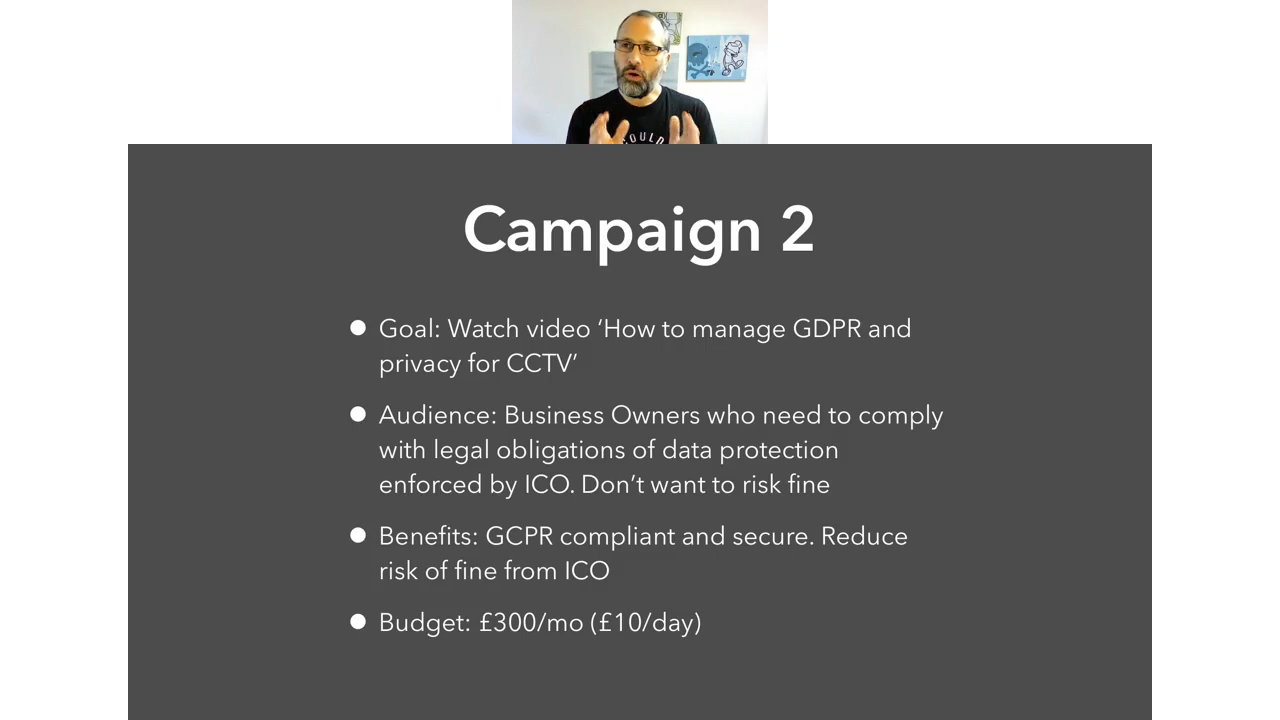 COULD
Campaign 2
• Goal: Watch video ‘How to manage GDPR and
privacy for CCTV’
• Audience: Business Owners who need to comply
with legal obligations of data protection
enforced by ICO. Don’t want to risk fine
• Benefits: GCPR compliant and secure. Reduce
risk of fine from ICO
• Budget: £300/mo (£10/day)